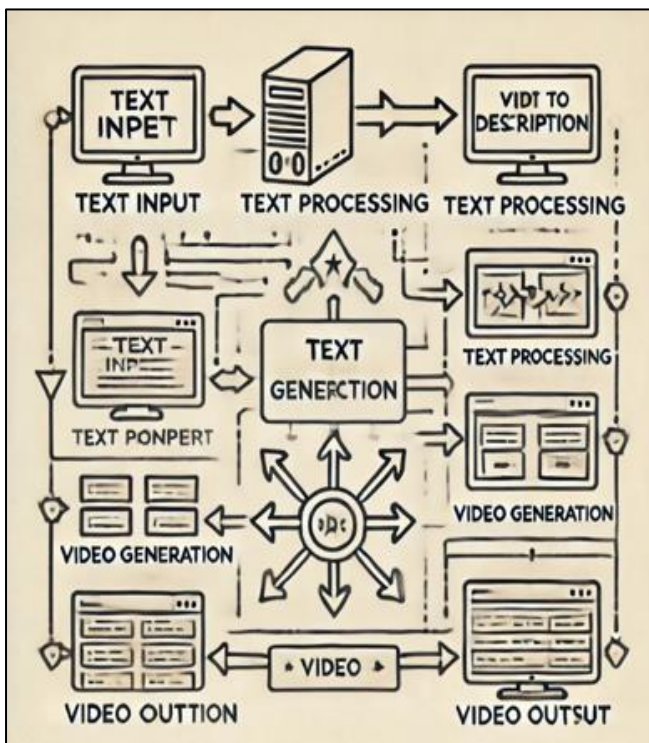 TEXT
INPET
VIDT TO
DESCRIPTION
TEXT INPUT
TEXT PROCESSING
TEXT PROCESSING
TEXT
TEXT PROCESSING
TEXT
GENERCTION
TEXT PONPERT
VIDEO GENERATION
VIDEO GENERATION
VIDEO
VIDEO OUTTION
VIDEO OUTSUT